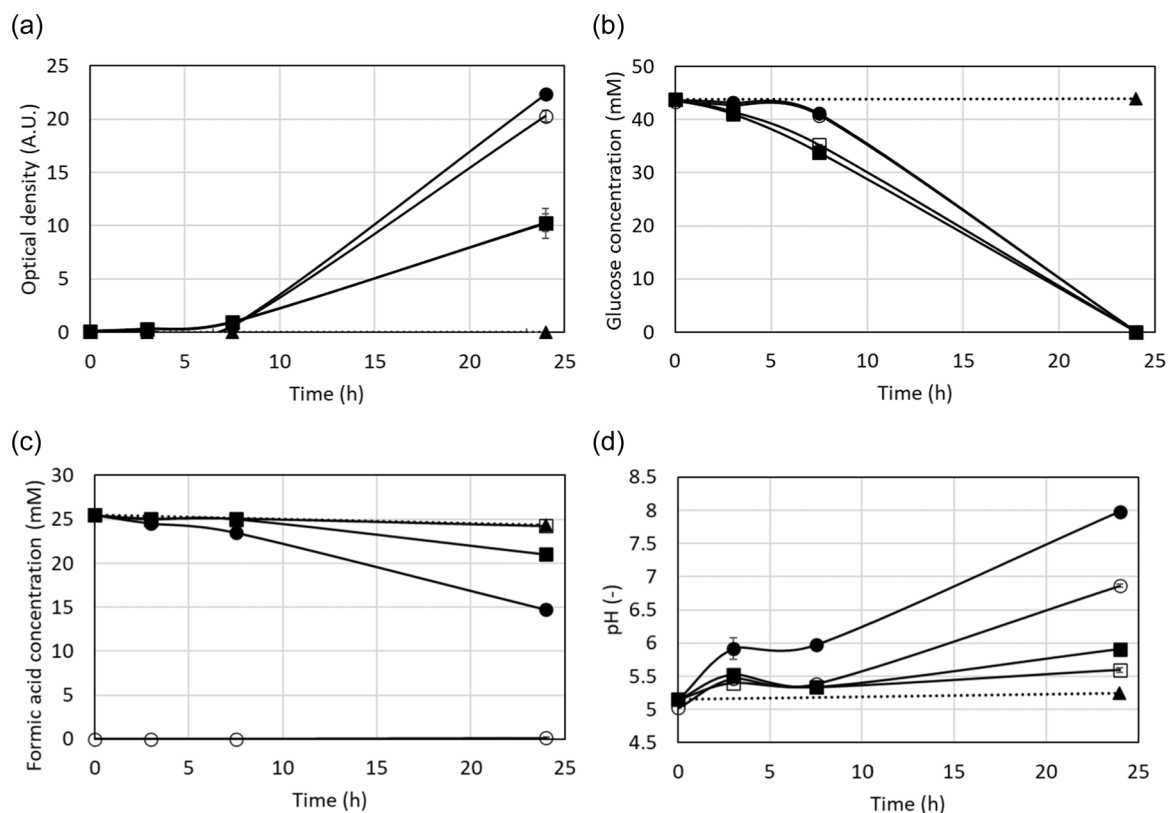 (a)
Optical density (A.U.)
25
20
15
10
5
0
0 5 10 15 20 25
Time (h)
(b)
Glucose concentration (mM)
50
40
30
20
10
0
0 5 10 15 20 25
Time (h)
(c)
Formic acid concentration (mM)
30
25
20
15
10
5
0
0 5 10 15 20 25
Time (h)
(d)
pH (-)
8.5
8
7.5
7
6.5
6
5.5
5
4.5
0 5 10 15 20 25
Time (h)